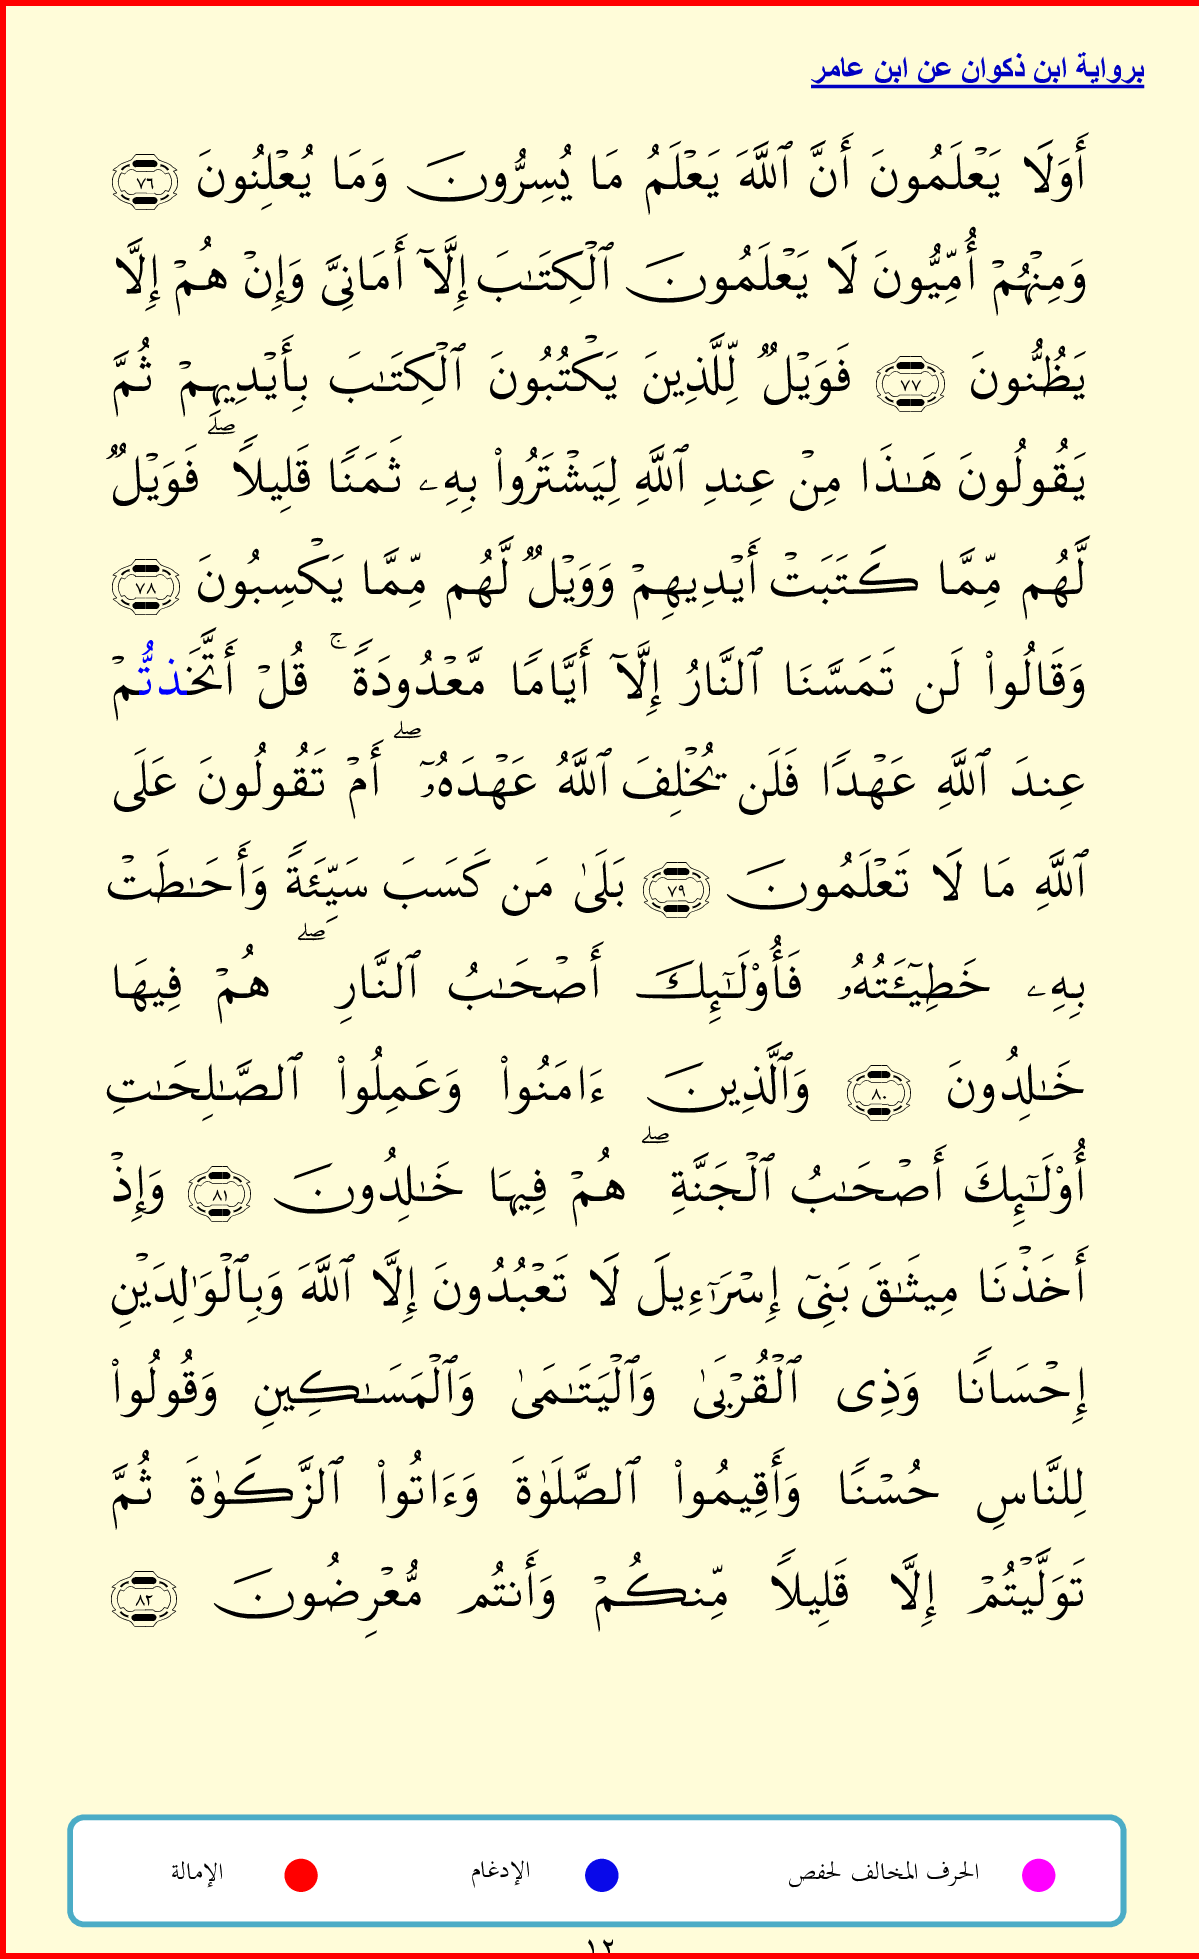 برواية ابن ذكوان عن ابن عامر
أَوَلَا يَعْلَمُونَ أَنَّ ٱللَّهَ يَعْلَمُ مَا يُسِرُّونَ وَمَا يُعْلِنُونَ ٧٦
وَمِنْهُمْ أُمِّيُّونَ لَا يَعْلَمُونَ ٱلْكِتَـٰبَ إِلَّآ أَمَانِيَّ وَإِنْ هُمْ إِلَّا
يَظُنُّونَ ٧٧ فَوَيْلٌ لِّلَّذِينَ يَكْتُبُونَ ٱلْكِتَـٰبَ بِأَيْدِيهِمْ ثُمَّ
يَقُولُونَ هَـٰذَا مِنْ عِندِ ٱللَّهِ لِيَشْتَرُوا۟ بِهِۦ ثَمَنًا قَلِيلًا ۖ فَوَيْلٌ
لَّهُم مِّمَّا كَتَبَتْ أَيْدِيهِمْ وَوَيْلٌ لَّهُم مِّمَّا يَكْسِبُونَ ٧٨
وَقَالُوا۟ لَن تَمَسَّنَا ٱلنَّارُ إِلَّآ أَيَّامًا مَّعْدُودَةً ۚ قُلْ أَتَّخَذتُّمْ
عِندَ ٱللَّهِ عَهْدًا فَلَن يُخْلِفَ ٱللَّهُ عَهْدَهُۥٓ ۖ أَمْ تَقُولُونَ عَلَى
ٱللَّهِ مَا لَا تَعْلَمُونَ ٧٩ بَلَىٰ مَن كَسَبَ سَيِّئَةً وَأَحَـٰطَتْ
بِهِۦ خَطِيٓـَٔتُهُۥ فَأُو۟لَـٰٓئِكَ أَصْحَـٰبُ ٱلنَّارِ ۖ هُمْ فِيهَا
خَـٰلِدُونَ ٨٠ وَٱلَّذِينَ ءَامَنُوا۟ وَعَمِلُوا۟ ٱلصَّـٰلِحَـٰتِ
أُو۟لَـٰٓئِكَ أَصْحَـٰبُ ٱلْجَنَّةِ ۖ هُمْ فِيهَا خَـٰلِدُونَ ٨١ وَإِذْ
أَخَذْنَا مِيثَـٰقَ بَنِىٓ إِسْرَٰٓءِيلَ لَا تَعْبُدُونَ إِلَّا ٱللَّهَ وَبِٱلْوَٰلِدَيْنِ
إِحْسَانًا وَذِى ٱلْقُرْبَىٰ وَٱلْيَتَـٰمَىٰ وَٱلْمَسَـٰكِينِ وَقُولُوا۟
لِلنَّاسِ حُسْنًا وَأَقِيمُوا۟ ٱلصَّلَوٰةَ وَءَاتُوا۟ ٱلزَّكَوٰةَ ثُمَّ
تَوَلَّيْتُمْ إِلَّا قَلِيلًا مِّنكُمْ وَأَنتُم مُّعْرِضُونَ ٨٢
الحرف المخالف لحفص الإدغام الإمالة
١٢